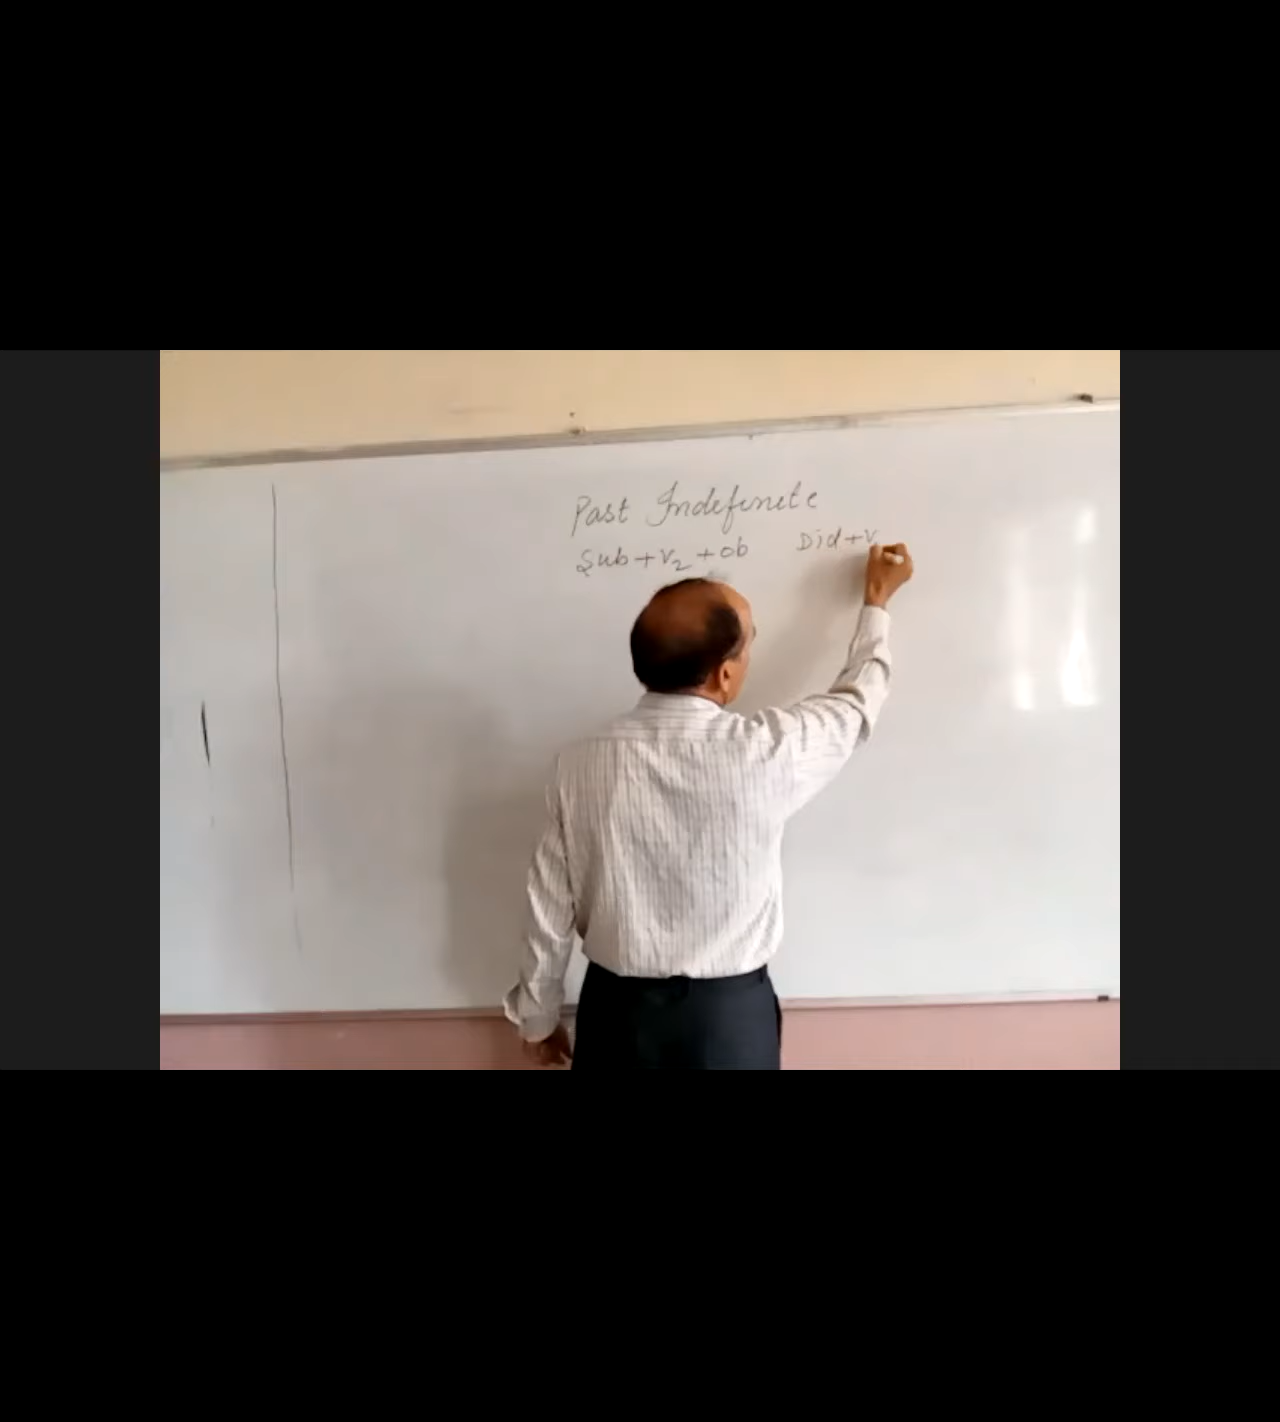 Past Indefinite
Sub + V2 + ob Did + V